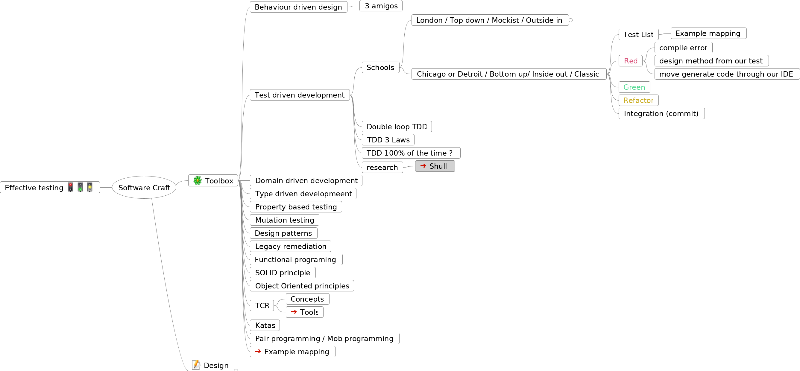 Effective testing
Software Craft
Toolbox
Behaviour driven design
3 amigos
Test driven development
Schools
London / Top down / Mockist / Outside in
Chicago or Detroit / Bottom up/ Inside out / Classic
Test List
Example mapping
Red
compile error
design method from our test
move generate code through our IDE
Green
Refactor
Integration (commit)
Double loop TDD
TDD 3 Laws
TDD 100% of the time ?
research
Shull
Domain driven development
Type driven developmeent
Property based testing
Mutation testing
Design patterns
Legacy remediation
Functional programing
SOLID principle
Object Oriented principles
TCR
Concepts
Tools
Katas
Pair programming / Mob programming
Example mapping
Design